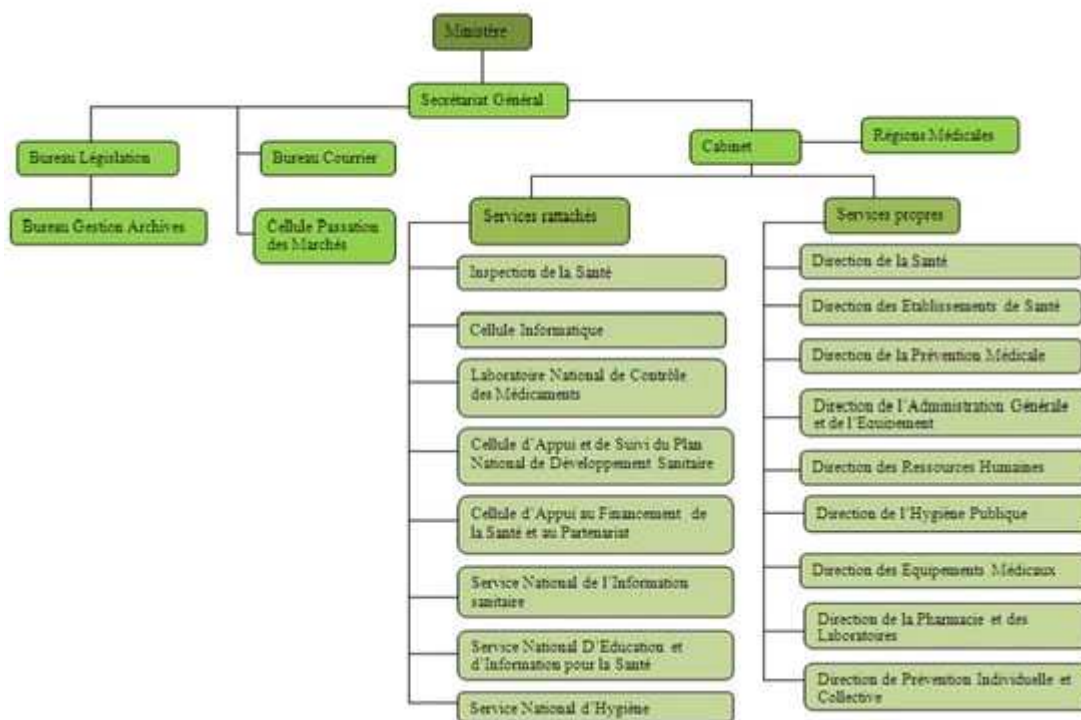 Ministère
Secrétariat Général
Bureau Législation
Bureau Courrier
Cabinet
Régions Médicales
Bureau Gestion Archives
Cellule Passation
des Marchés
Services rattachés
Inspection de la Santé
Cellule Informatique
Laboratoire National de Contrôle
des Médicaments
Cellule d'Appui et de Suivi du Plan
National de Développement Sanitaire
Cellule d'Appui au Financement de
la Santé et au Partenariat
Service National de l'Information
sanitaire
Service National D'Education et
d'Information pour la Santé
Service National d'Hygiène
Services propres
Direction de la Santé
Direction des Etablissements de Santé
Direction de la Prévention Médicale
Direction de l'Administration Générale
et de l'Equipement
Direction des Ressources Humaines
Direction de l'Hygiène Publique
Direction des Equipements Médicaux
Direction de la Pharmacie et des
Laboratoires
Direction de Prévention Individuelle et
Collective